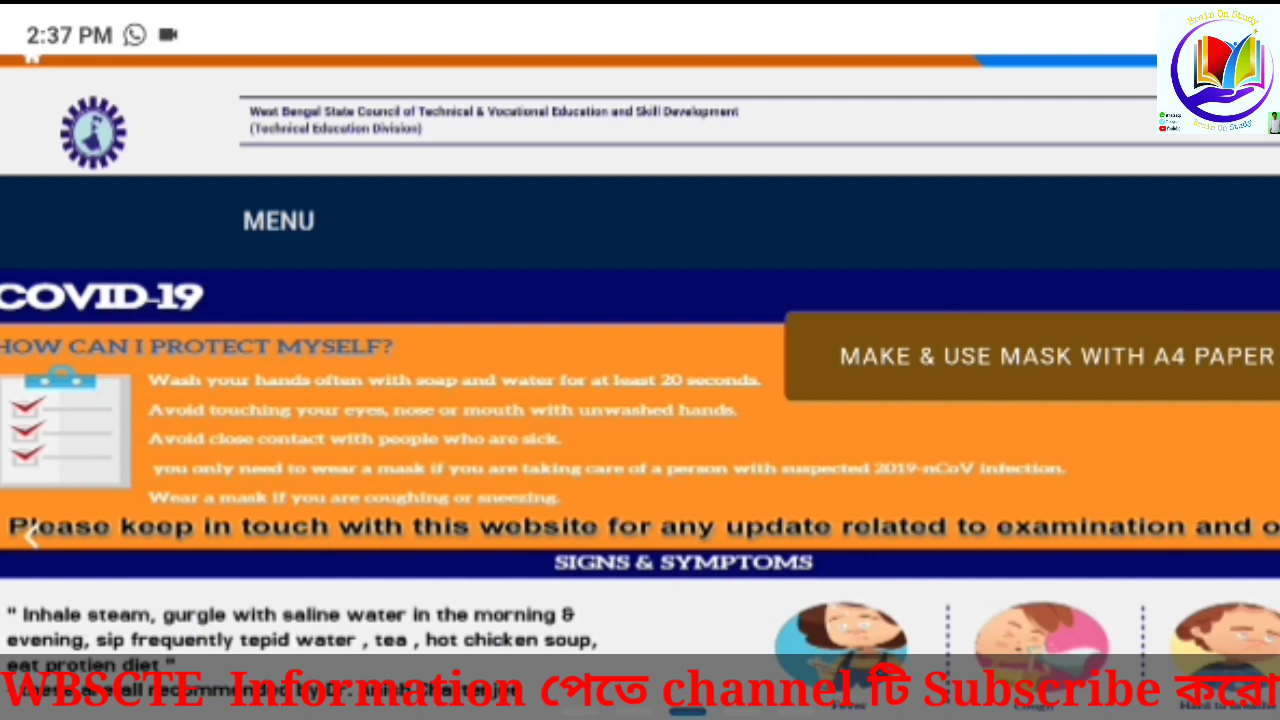 2:37 PM
Brain On Study
West Bengal State Council of Technical & Vocational Education and Skill Development
(Technical Education Division)
Brain On Study
MENU
COVID-19
HOW CAN I PROTECT MYSELF?
MAKE & USE MASK WITH A4 PAPER
Wash your hands often with soap and water for at least 20 seconds.
Avoid touching your eyes, nose or mouth with unwashed hands.
Avoid close contact with people who are sick.
you only need to wear a mask if you are taking care of a person with suspected 2019-nCoV infection.
Wear a mask if you are coughing or sneezing.
Please keep in touch with this website for any update related to examination and o
SIGNS & SYMPTOMS
" Inhale steam, gurgle with saline water in the morning &
evening, sip frequently tepid water , tea , hot chicken soup,
eat protien diet "
WBSCTE Information পেতে channel টি Subscribe করো